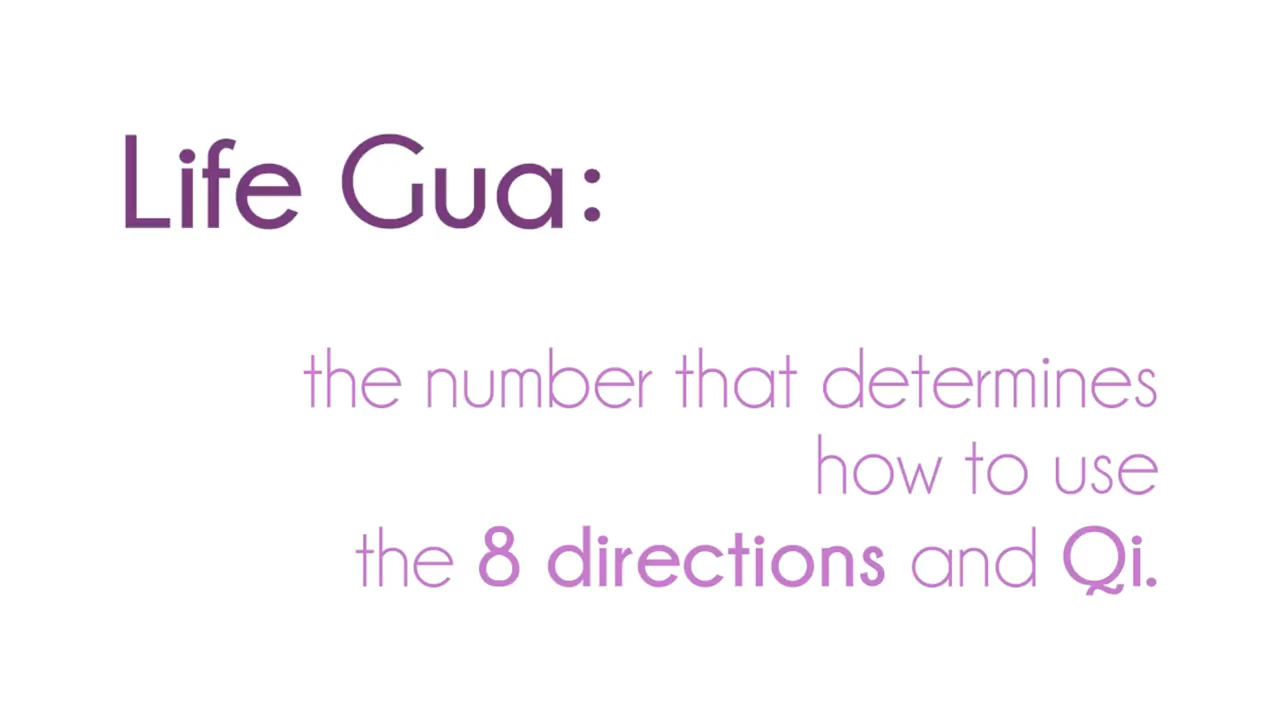 Life Gua:
the number that determines
how to use
the 8 directions and Qi.